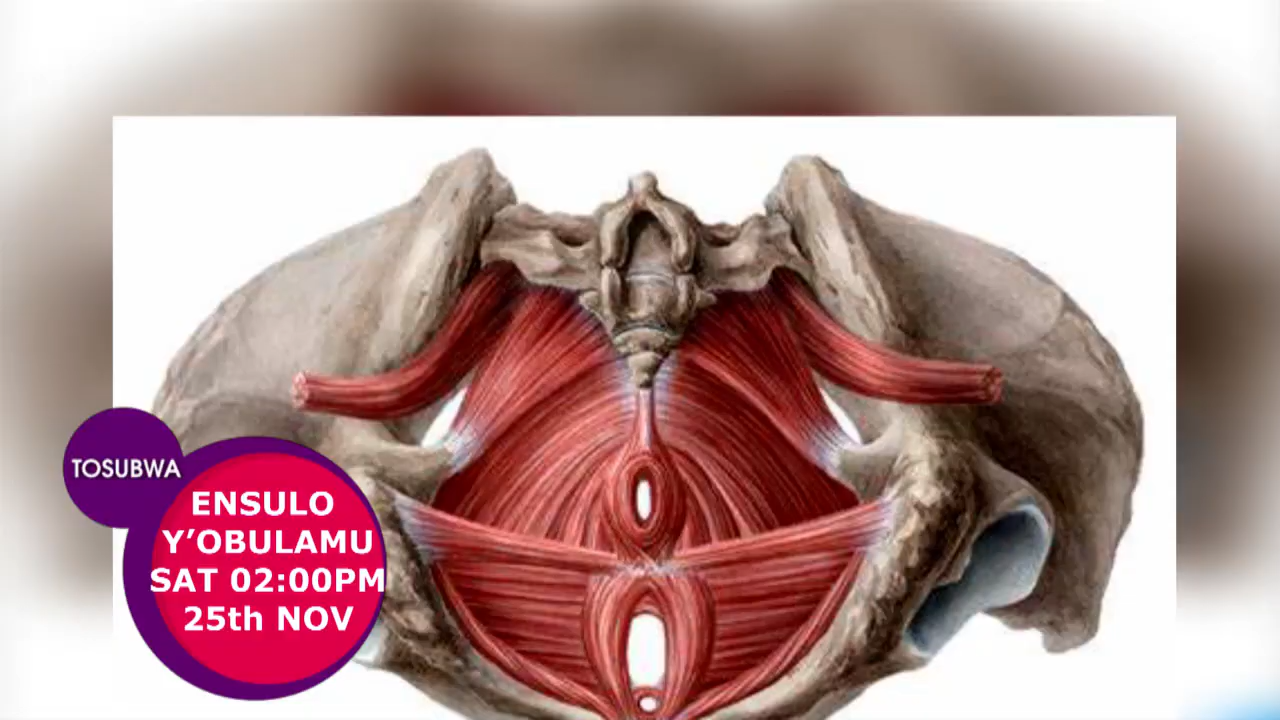 TOSUBWA
ENSULO
Y’OBULAMU
SAT 02:00PM
25th NOV